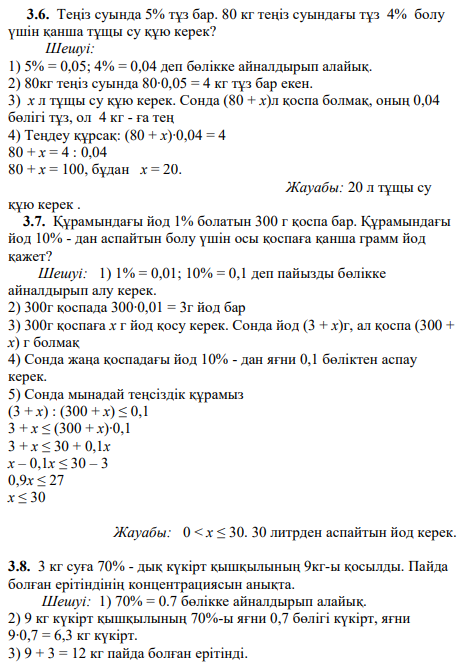 3.6. Теңіз суында 5% тұз бар. 80 кг теңіз суындағы тұз 4% болу
үшін қанша тұщы су құю керек?
Шешуі:
1) 5% = 0,05; 4% = 0,04 деп бөлікке айналдырып алайық.
2) 80кг теңіз суында 80·0,05 = 4 кг тұз бар екен.
3) x л тұщы су құю керек. Сонда (80 + x)л қоспа болмақ, оның 0,04
бөлігі тұз, ол 4 кг - ға тең
4) Теңдеу құрсақ: (80 + x)·0,04 = 4
80 + x = 4 : 0,04
80 + x = 100, бұдан x = 20.
Жауабы: 20 л тұщы су
құю керек .
3.7. Құрамындағы йод 1% болатын 300 г қоспа бар. Құрамындағы
йод 10% - дан аспайтын болу үшін осы қоспаға қанша грамм йод
қажет?
Шешуі: 1) 1% = 0,01; 10% = 0,1 деп пайызды бөлікке
айналдырып алу керек.
2) 300г қоспада 300·0,01 = 3г йод бар
3) 300г қоспаға x г йод қосу керек. Сонда йод (3 + x)г, ал қоспа (300 +
x) г болмақ
4) Сонда жаңа қоспадағы йод 10% - дан яғни 0,1 бөліктен аспау
керек.
5) Сонда мынадай теңсіздік құрамыз
(3 + x) : (300 + x) ≤ 0,1
3 + x ≤ (300 + x)·0,1
3 + x ≤ 30 + 0,1x
x – 0,1x ≤ 30 – 3
0,9x ≤ 27
x ≤ 30
Жауабы: 0 < x ≤ 30. 30 литрден аспайтын йод керек.
3.8. 3 кг суға 70% - дық күкірт қышқылының 9кг-ы қосылды. Пайда
болған ерітіндінің концентрациясын анықта.
Шешуі: 1) 70% = 0.7 бөлікке айналдырып алайық.
2) 9 кг күкірт қышқылының 70%-ы яғни 0,7 бөлігі күкірт, яғни
9·0,7 = 6,3 кг күкірт.
3) 9 + 3 = 12 кг пайда болған ерітінді.